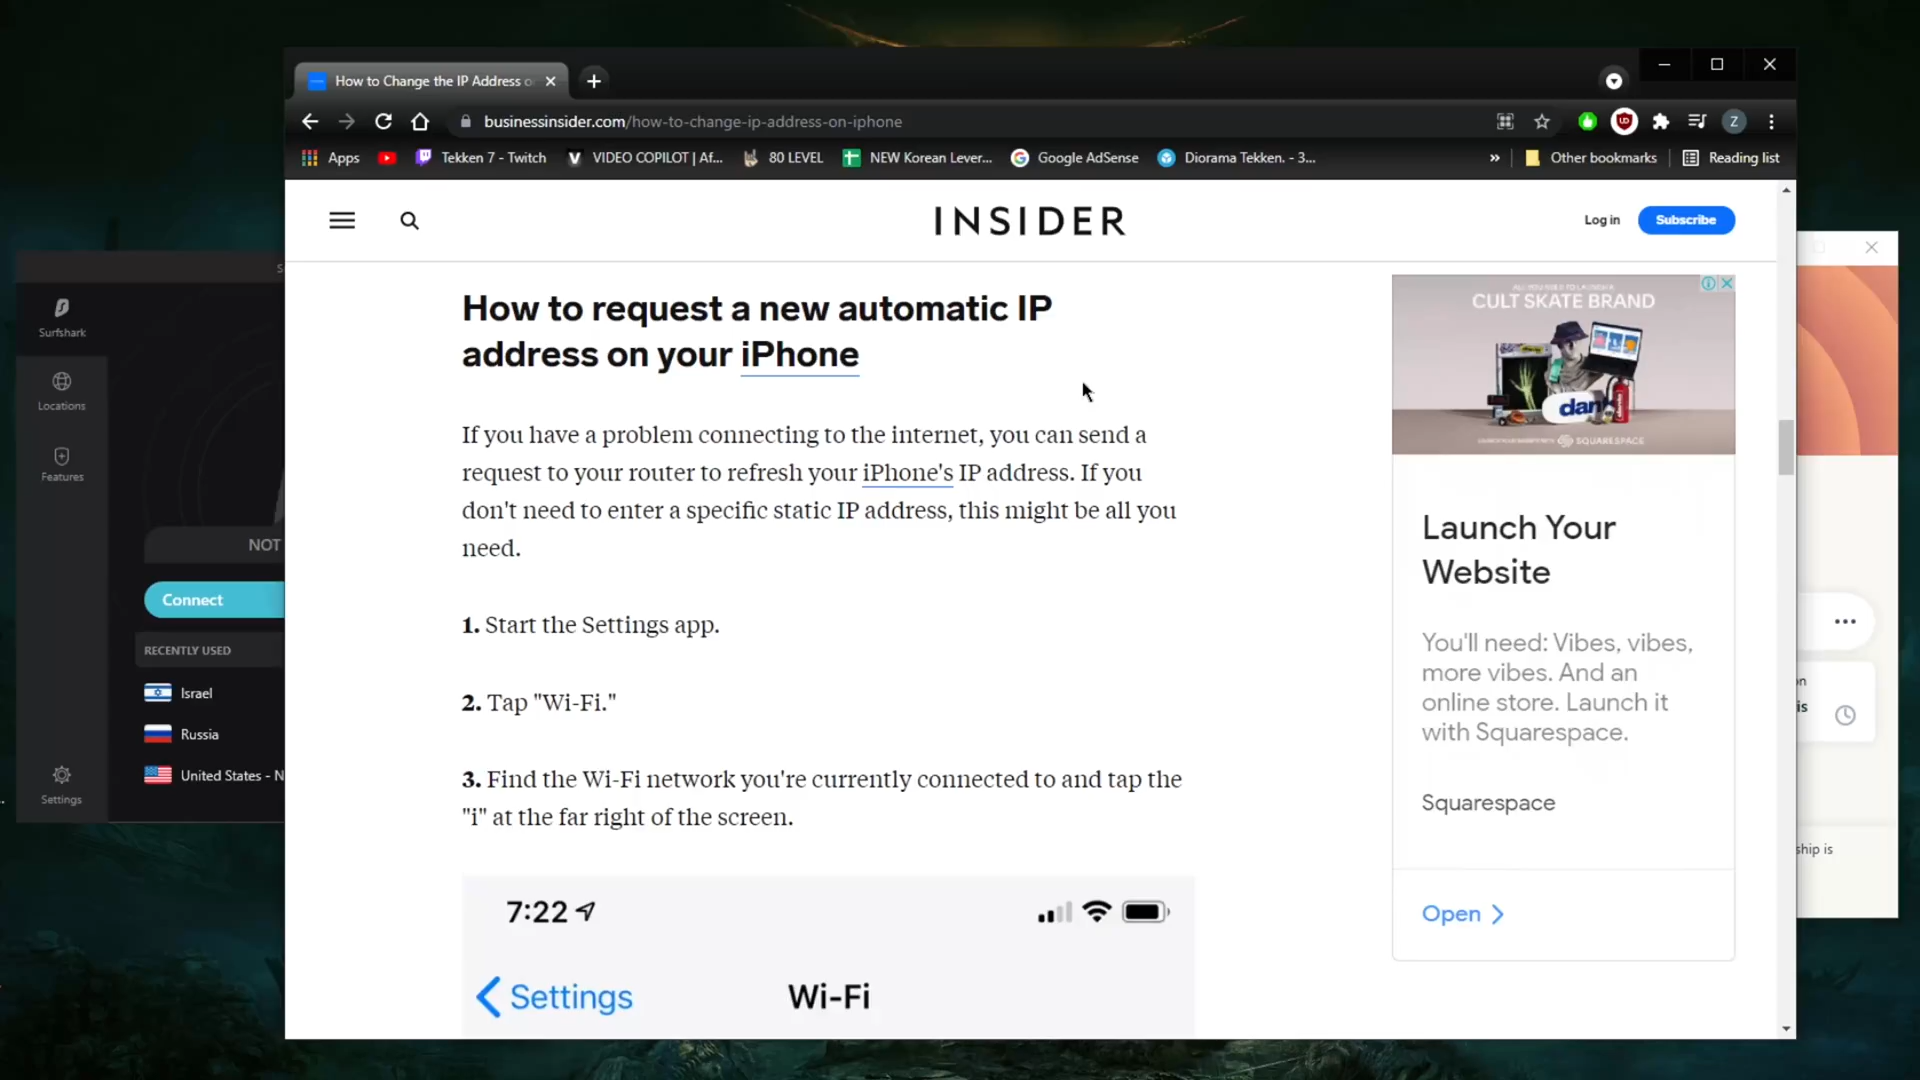 How to Change the IP Address o
businessinsider.com/how-to-change-ip-address-on-iphone
Z
Apps
Tekken 7 - Twitch
VIDEO COPILOT | Af...
80 LEVEL
NEW Korean Lever...
Google AdSense
Diorama Tekken. - 3...
»
Other bookmarks
Reading list
INSIDER
Log in
Subscribe
How to request a new automatic IP
address on your iPhone
If you have a problem connecting to the internet, you can send a
request to your router to refresh your iPhone's IP address. If you
don't need to enter a specific static IP address, this might be all you
need.
1. Start the Settings app.
2. Tap "Wi-Fi."
3. Find the Wi-Fi network you're currently connected to and tap the
"i" at the far right of the screen.
7:22
Settings
Wi-Fi
CULT SKATE BRAND
dank
SQUARESPACE
Launch Your
Website
You'll need: Vibes, vibes,
more vibes. And an
online store. Launch it
with Squarespace.
Squarespace
Open
S
Surfshark
Locations
Features
Settings
NOT
Connect
RECENTLY USED
Israel
Russia
United States - N
on
is
ship is